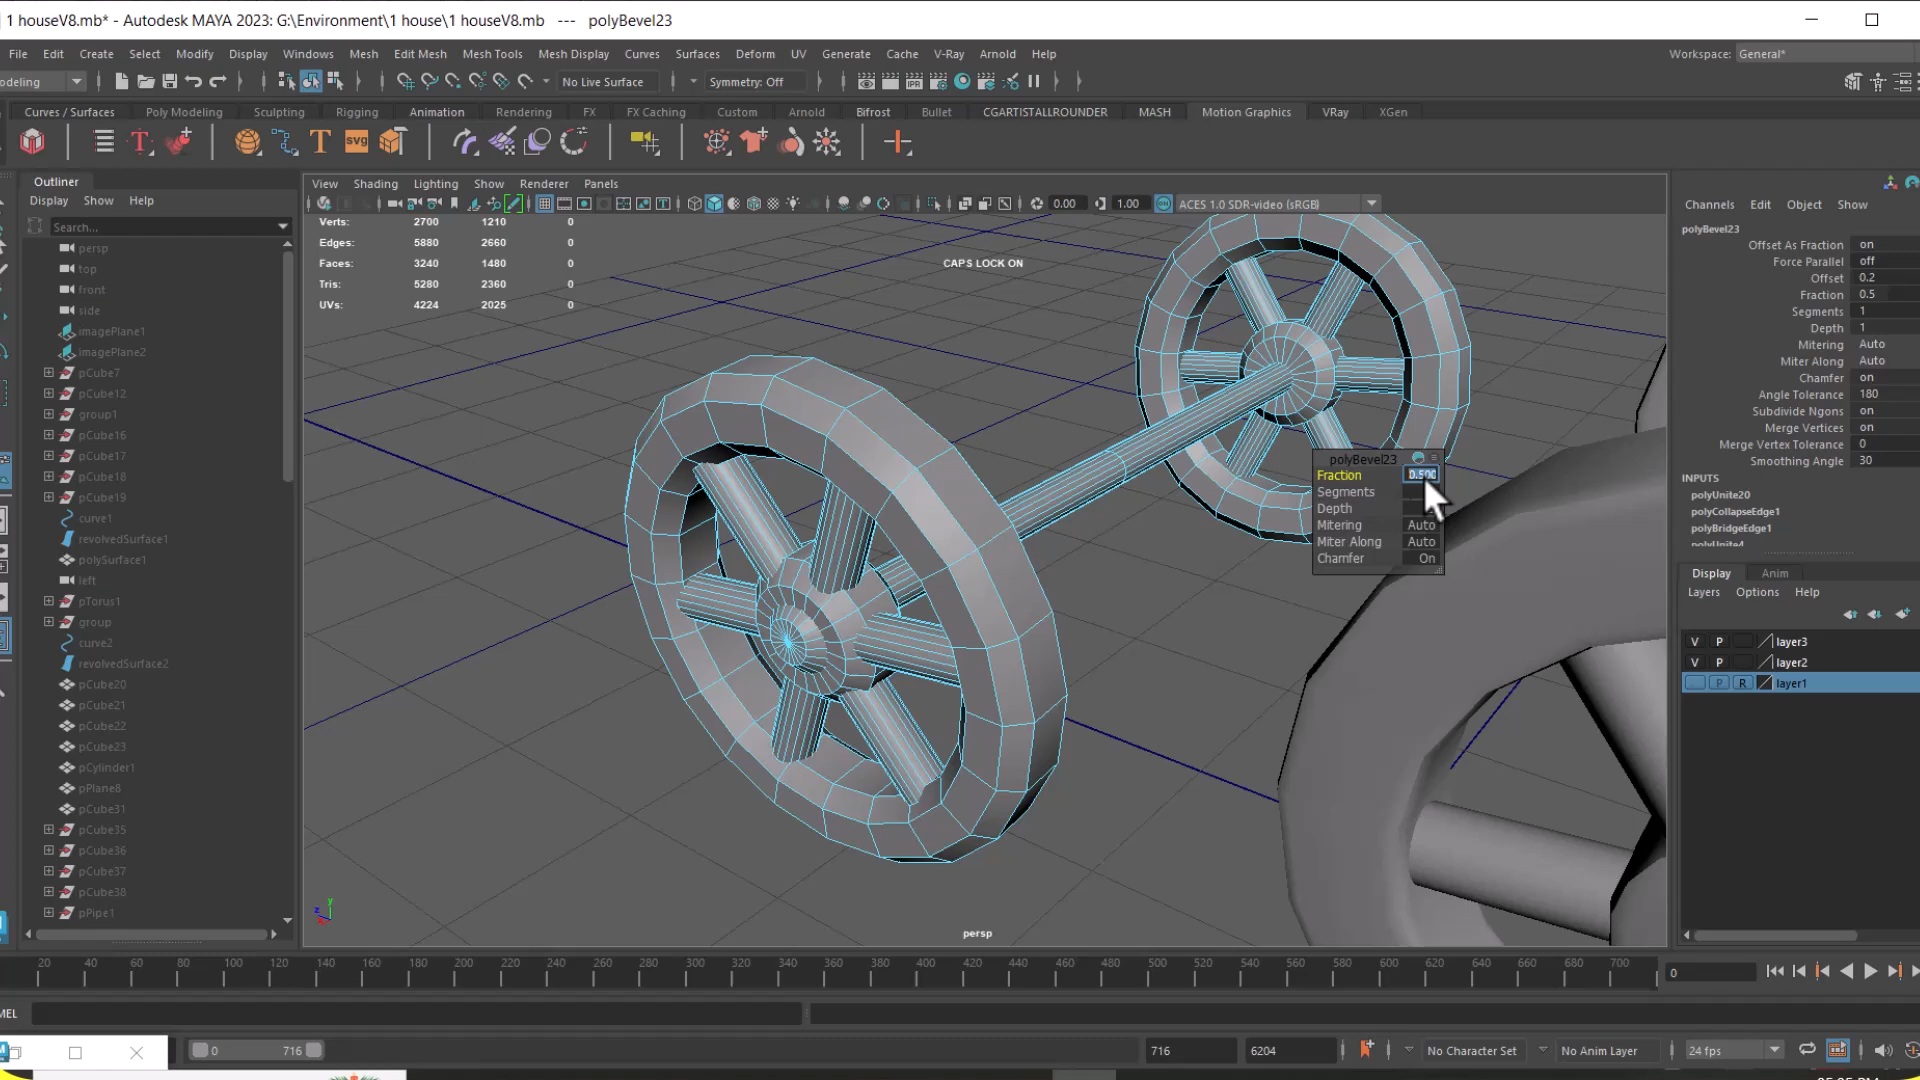 1 houseV8.mb* - Autodesk MAYA 2023: G:\Environment\1 house\1 houseV8.mb --- polyBevel23
File Edit Create Select Modify Display Windows Mesh Edit Mesh Mesh Tools Mesh Display Curves Surfaces Deform UV Generate Cache V-Ray Arnold Help Workspace: General*
odeling No Live Surface Symmetry: Off
Curves / Surfaces Poly Modeling Sculpting Rigging Animation Rendering FX FX Caching Custom Arnold Bifrost Bullet CGARTISTALLROUNDER MASH Motion Graphics VRay XGen
Outliner
Display Show Help
Search...
persp
top
front
side
imagePlane1
imagePlane2
pCube7
pCube12
group1
pCube16
pCube17
pCube18
pCube19
curve1
revolvedSurface1
polySurface1
left
pTorus1
group
curve2
revolvedSurface2
pCube20
pCube21
pCube22
pCube23
pCylinder1
pPlane8
pCube31
pCube35
pCube36
pCube37
pCube38
pPipe1
View Shading Lighting Show Renderer Panels
0.00 1.00 ACES 1.0 SDR-video (sRGB)
Verts: 2700 1210 0
Edges: 5880 2660 0
Faces: 3240 1480 0
Tris: 5280 2360 0
UVs: 4224 2025 0
CAPS LOCK ON
polyBevel23
Fraction 0.500
Segments
Depth
Mitering Auto
Miter Along Auto
Chamfer On
persp
Channels Edit Object Show
polyBevel23
Offset As Fraction on
Force Parallel off
Offset 0.2
Fraction 0.5
Segments 1
Depth 1
Mitering Auto
Miter Along Auto
Chamfer on
Angle Tolerance 180
Subdivide Ngons on
Merge Vertices on
Merge Vertex Tolerance 0
Smoothing Angle 30
INPUTS
polyUnite20
polyCollapseEdge1
polyBridgeEdge1
polyUnite4
Display Anim
Layers Options Help
V P layer3
V P layer2
P R layer1
20 40 60 80 100 120 140 160 180 200 220 240 260 280 300 320 340 360 380 400 420 440 460 480 500 520 540 560 580 600 620 640 660 680 700
0
MEL
0 716 716 6204 No Character Set No Anim Layer 24 fps